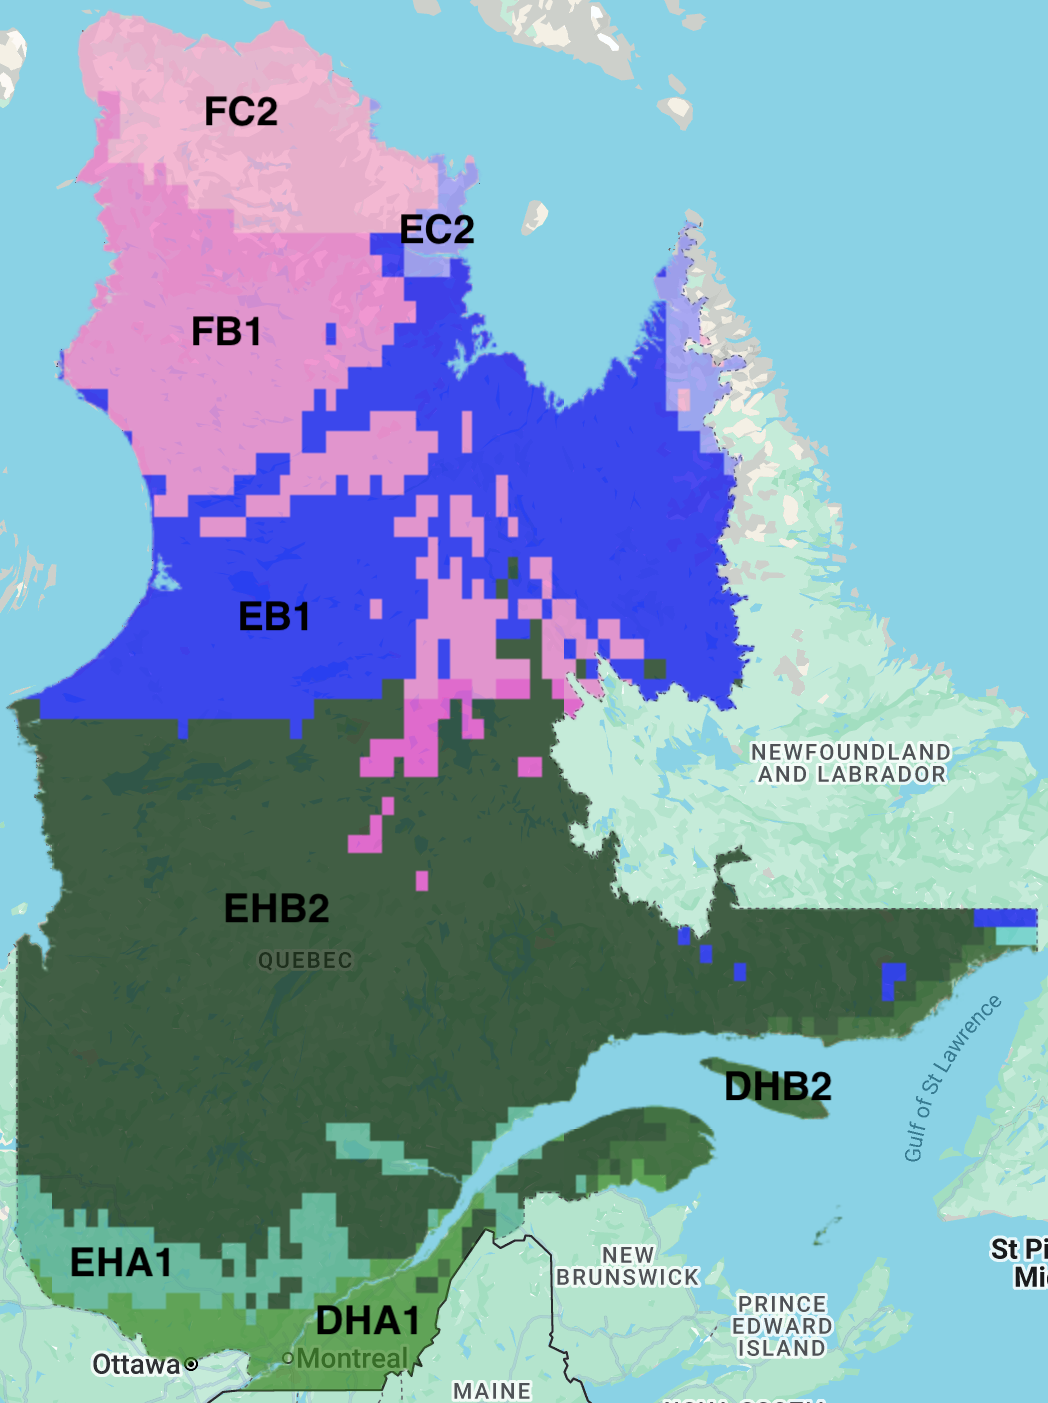 FC2
EC2
FB1
EB1
NEWFOUNDLAND
AND LABRADOR
EHB2
QUEBEC
DHB2
Gulf of St Lawrence
EHA1
St Pi
Mi
NEW
BRUNSWICK
PRINCE
EDWARD
ISLAND
DHA1
Ottawa
Montreal
MAINE